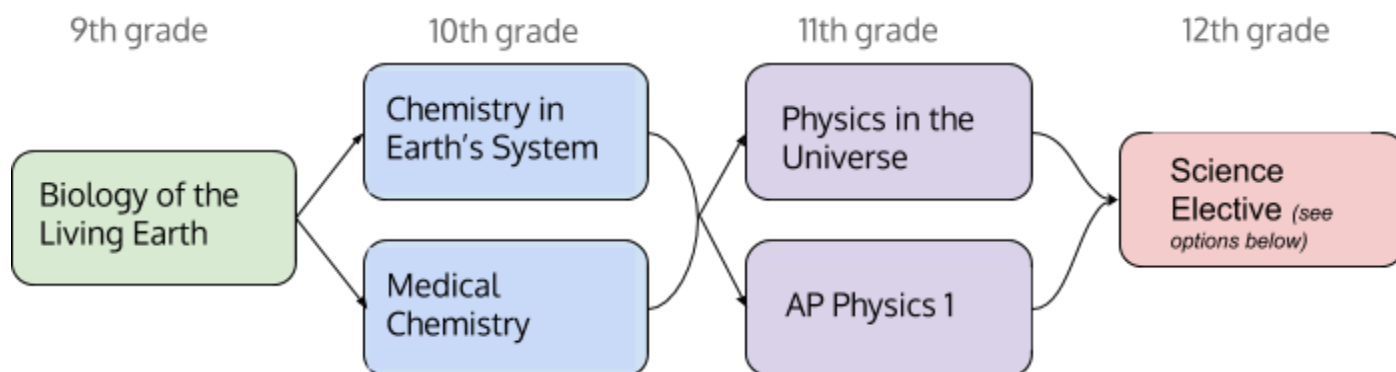 9th grade
10th grade
11th grade
12th grade
Biology of the
Living Earth
Chemistry in
Earth’s System
Medical
Chemistry
Physics in the
Universe
AP Physics 1
Science
Elective (see
options below)